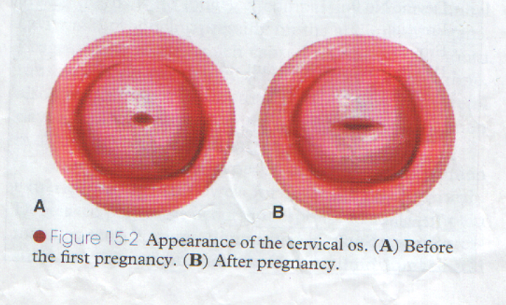 A
B
Figure 15-2 Appearance of the cervical os. (A) Before
the first pregnancy. (B) After pregnancy.